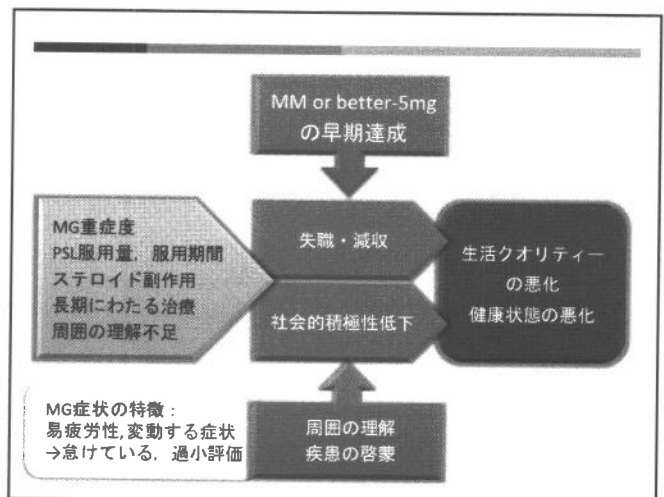 MM or better-5mg
の早期達成
MG重症度
PSL服用量，服用期間
ステロイド副作用
長期にわたる治療
周囲の理解不足
失職・減収
社会的積極性低下
生活クオリティー
の悪化
健康状態の悪化
MG症状の特徴：
易疲労性,変動する症状
→怠けている，過小評価
周囲の理解
疾患の啓蒙